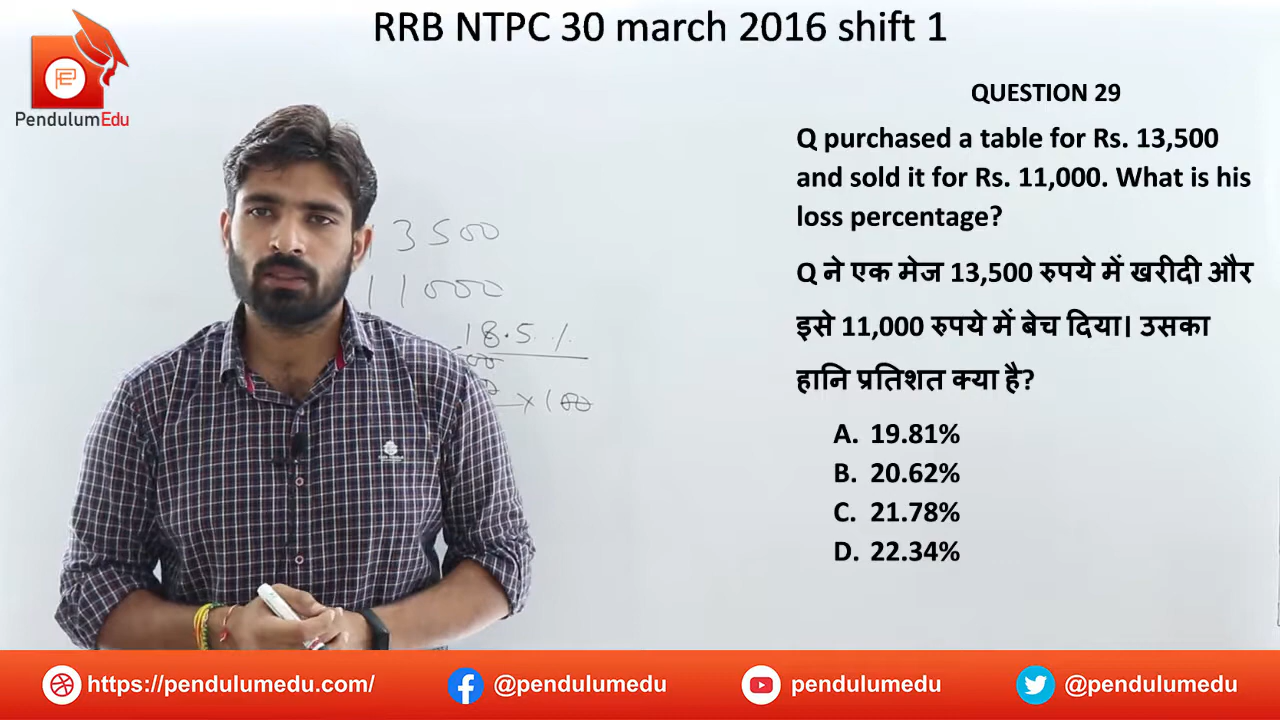 RRB NTPC 30 march 2016 shift 1
PendulumEdu
QUESTION 29
Q purchased a table for Rs. 13,500
and sold it for Rs. 11,000. What is his
loss percentage?
Q ने एक मेज 13,500 रुपये में खरीदी और
इसे 11,000 रुपये में बेच दिया। उसका
हानि प्रतिशत क्या है?
A. 19.81%
B. 20.62%
C. 21.78%
D. 22.34%
13500
11000
18.5%
00
× 100
https://pendulumedu.com/
@pendulumedu
pendulumedu
@pendulumedu